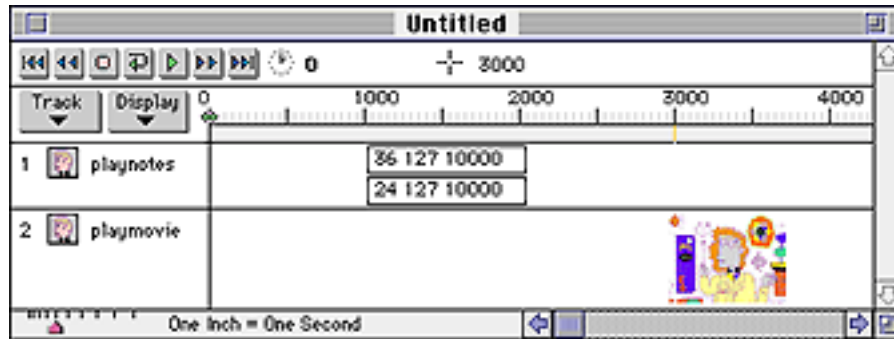 Untitled
0 3000
Track Display 0 1000 2000 3000 4000
1 playnotes 36 127 10000
24 127 10000
2 playmovie
One Inch = One Second